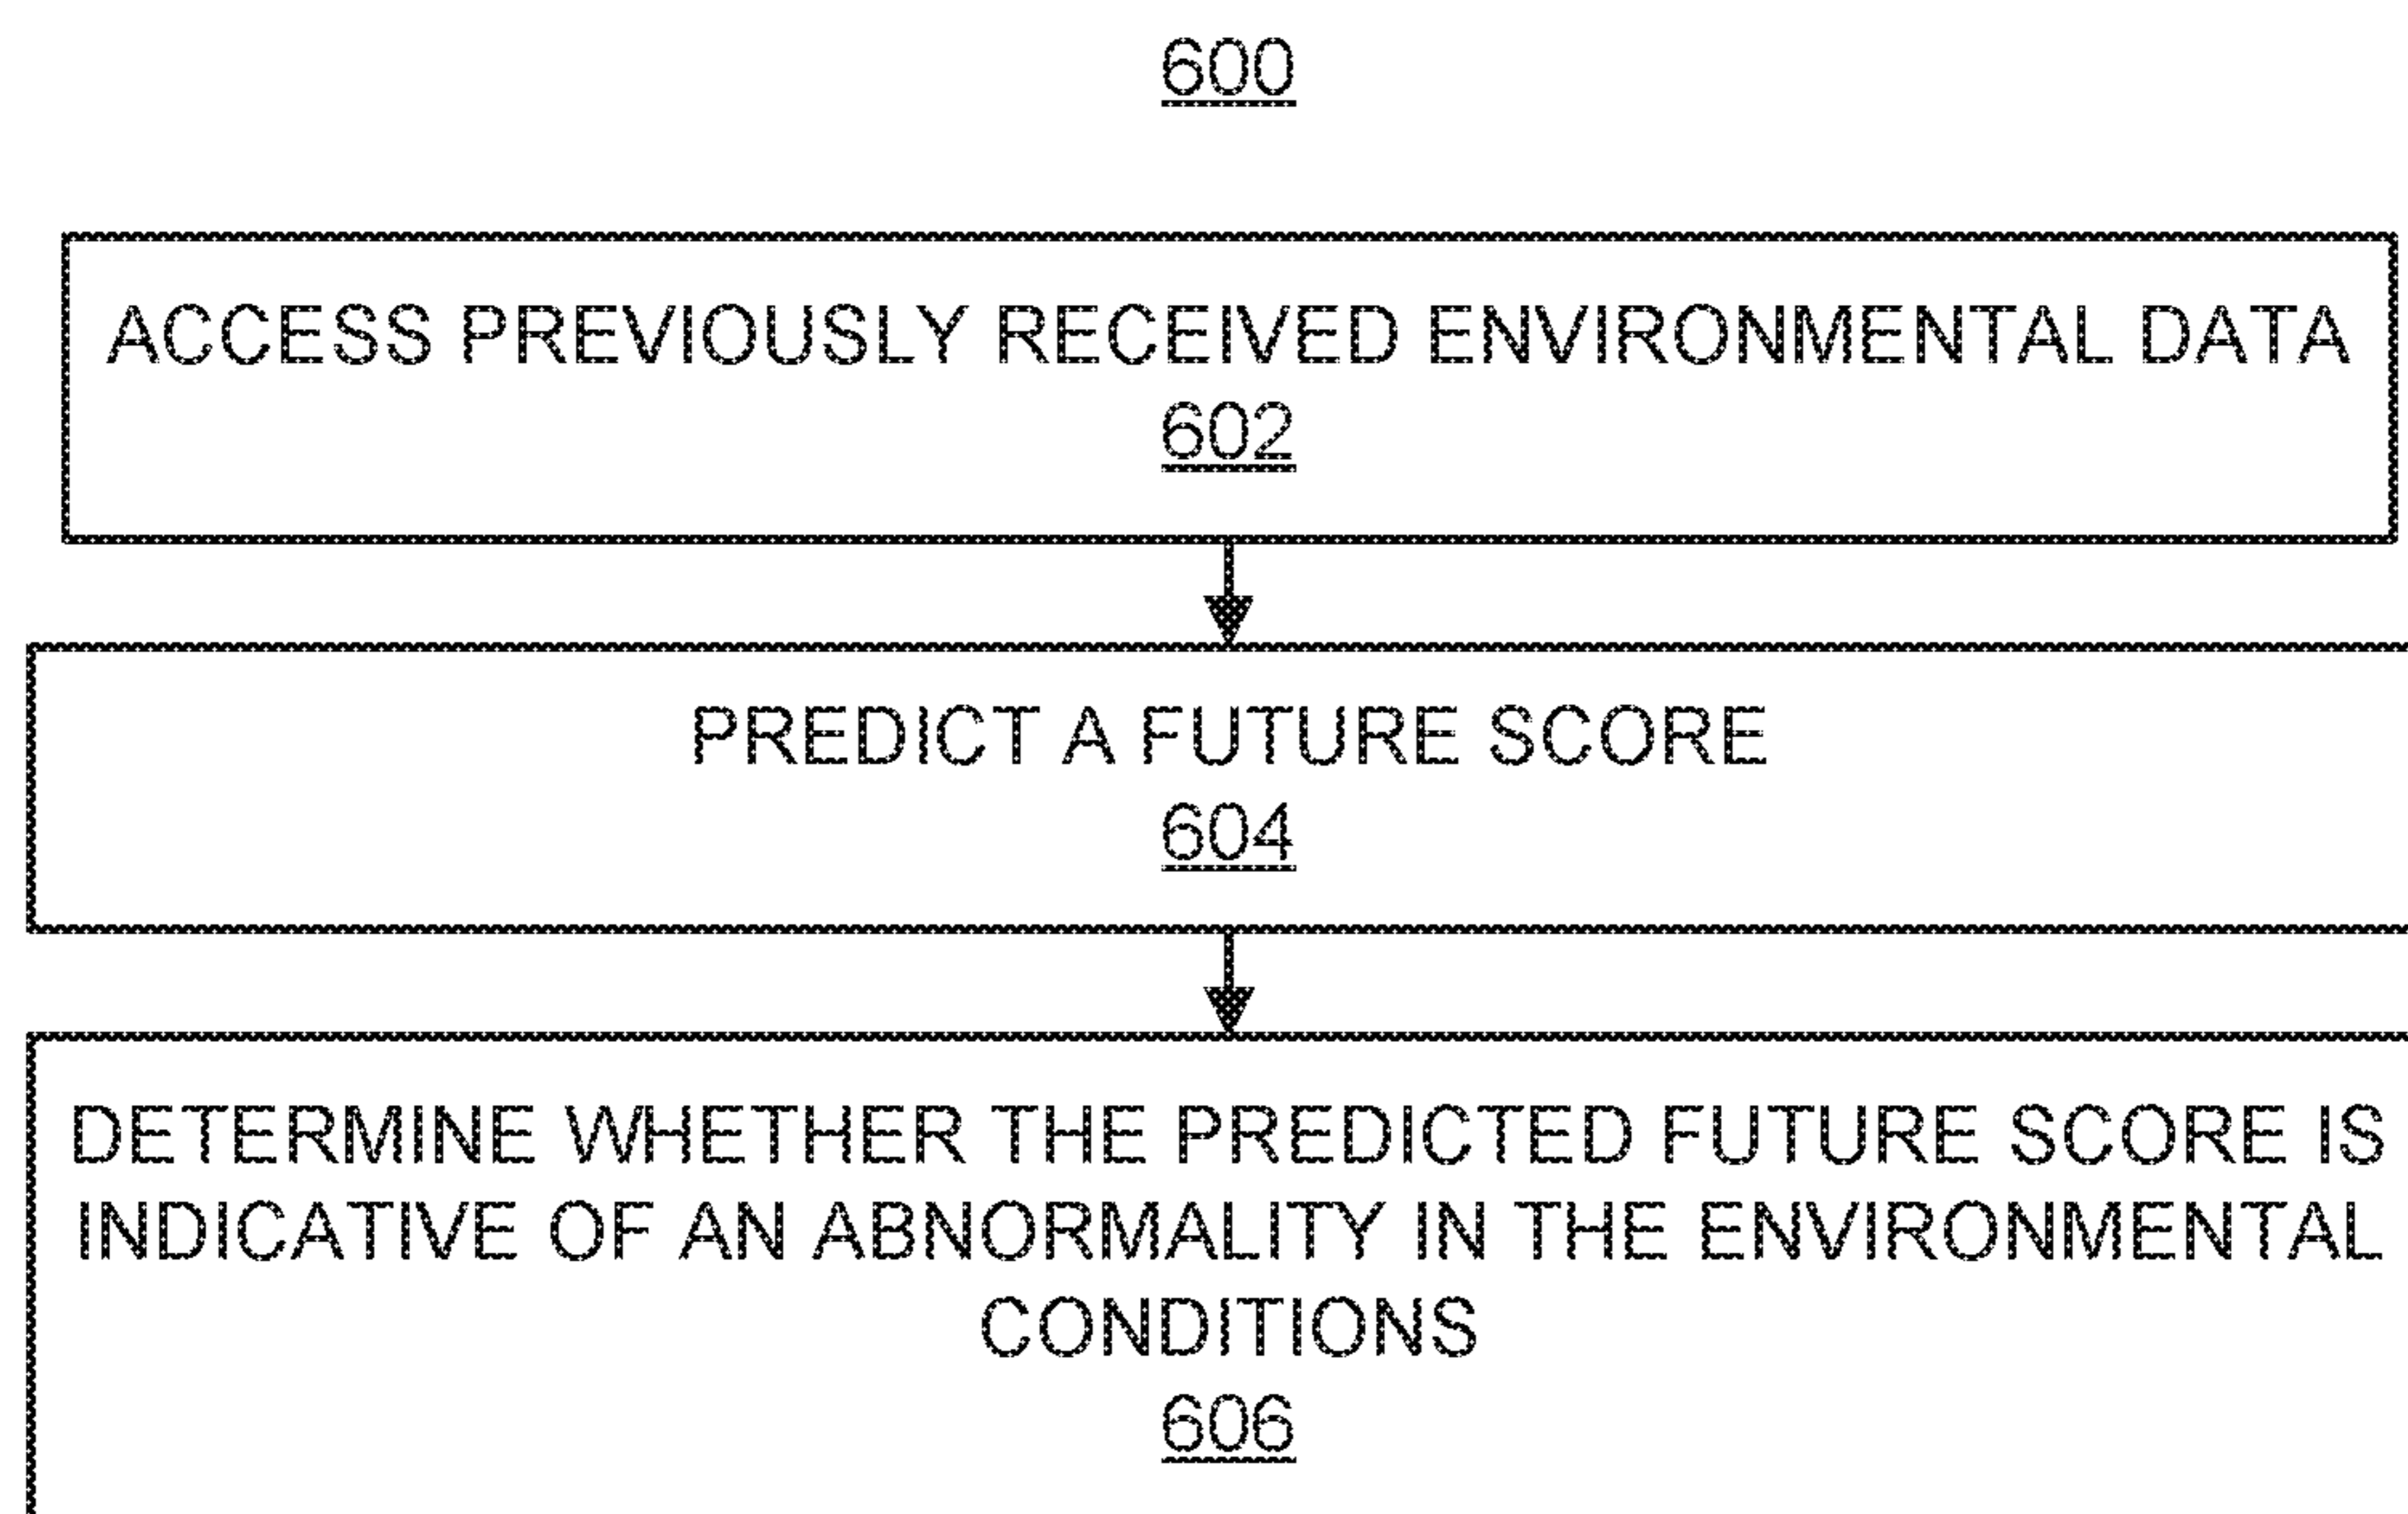 600
ACCESS PREVIOUSLY RECEIVED ENVIRONMENTAL DATA
602
PREDICT A FUTURE SCORE
604
DETERMINE WHETHER THE PREDICTED FUTURE SCORE IS
INDICATIVE OF AN ABNORMALITY IN THE ENVIRONMENTAL
CONDITIONS
606